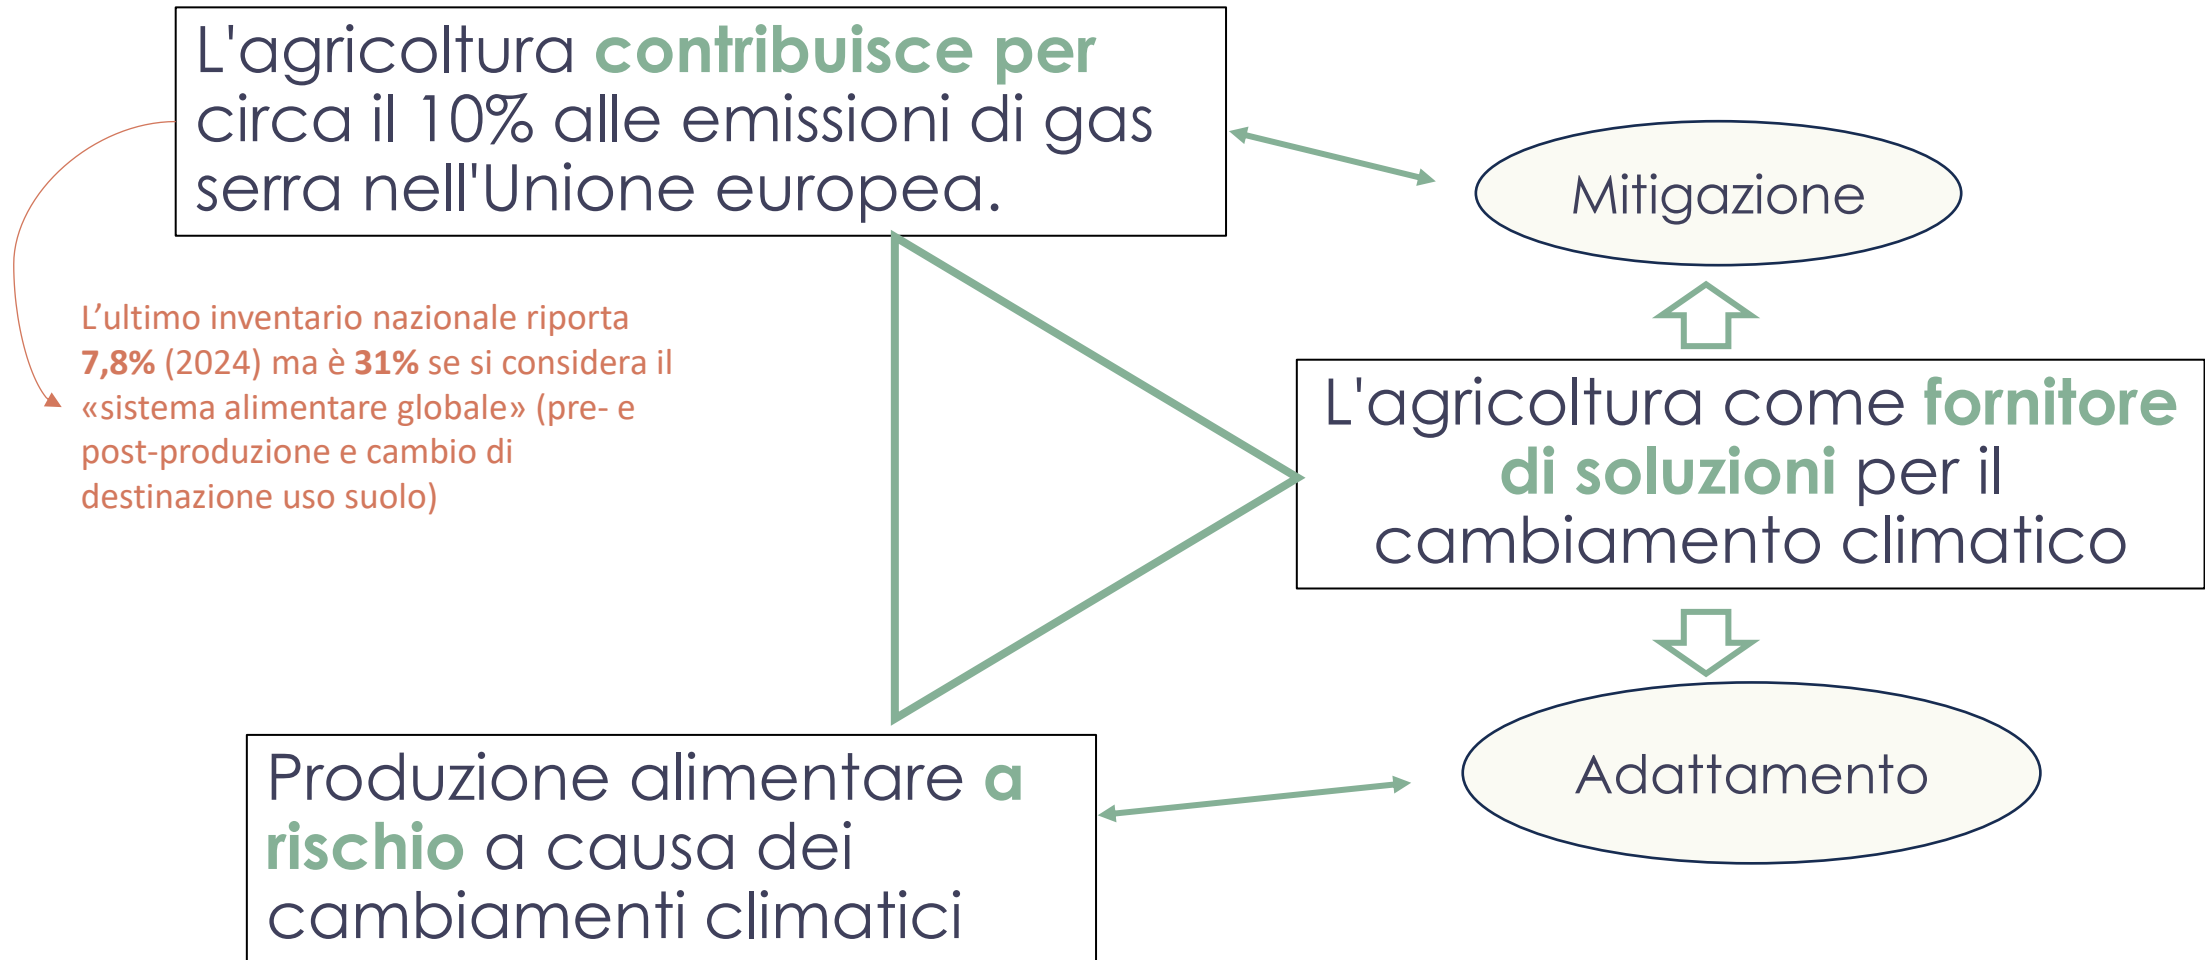 L'agricoltura contribuisce per
circa il 10% alle emissioni di gas
serra nell'Unione europea.
Mitigazione
L’ultimo inventario nazionale riporta
7,8% (2024) ma è 31% se si considera il
«sistema alimentare globale» (pre- e
post-produzione e cambio di
destinazione uso suolo)
L'agricoltura come fornitore
di soluzioni per il
cambiamento climatico
Produzione alimentare a
rischio a causa dei
cambiamenti climatici
Adattamento